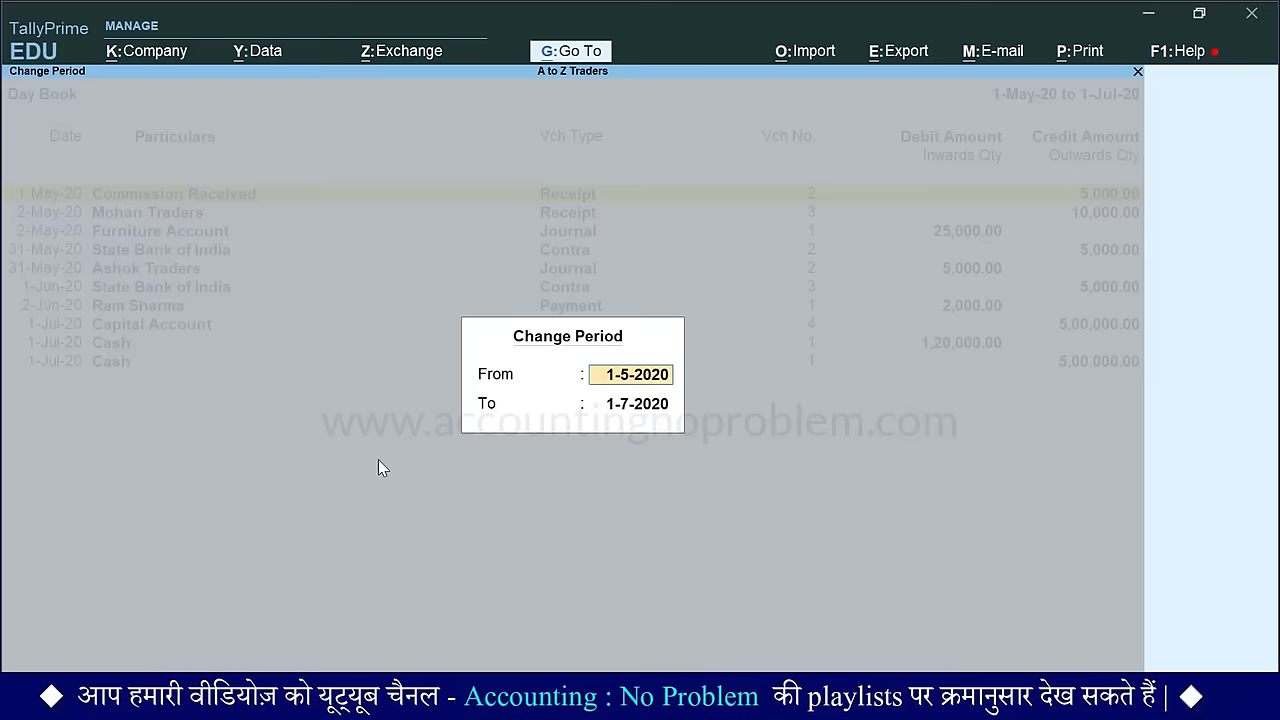 TallyPrime MANAGE
EDU K:Company Y:Data Z:Exchange G:Go To O:Import E:Export M:E-mail P:Print F1:Help
Change Period A to Z Traders
Day Book 1-May-20 to 1-Jul-20
Date Particulars Vch Type Vch No. Debit Amount Credit Amount
Inwards Qty Outwards Qty
1-May-20 Commission Received Receipt 2 5,000.00
2-May-20 Mohan Traders Receipt 3 10,000.00
2-May-20 Furniture Account Journal 1 25,000.00
31-May-20 State Bank of India Contra 2 5,000.00
31-May-20 Ashok Traders Journal 2 5,000.00
1-Jun-20 State Bank of India Contra 3 5,000.00
2-Jun-20 Ram Sharma Payment 1 2,000.00
1-Jul-20 Capital Account 4 5,00,000.00
1-Jul-20 Cash 1 1,20,000.00
1-Jul-20 Cash 1 5,00,000.00
Change Period
From : 1-5-2020
To : 1-7-2020
www.accountingnoproblem.com
आप हमारी वीडियोज़ को यूट्यूब चैनल - Accounting : No Problem की playlists पर क्रमानुसार देख सकते हैं |